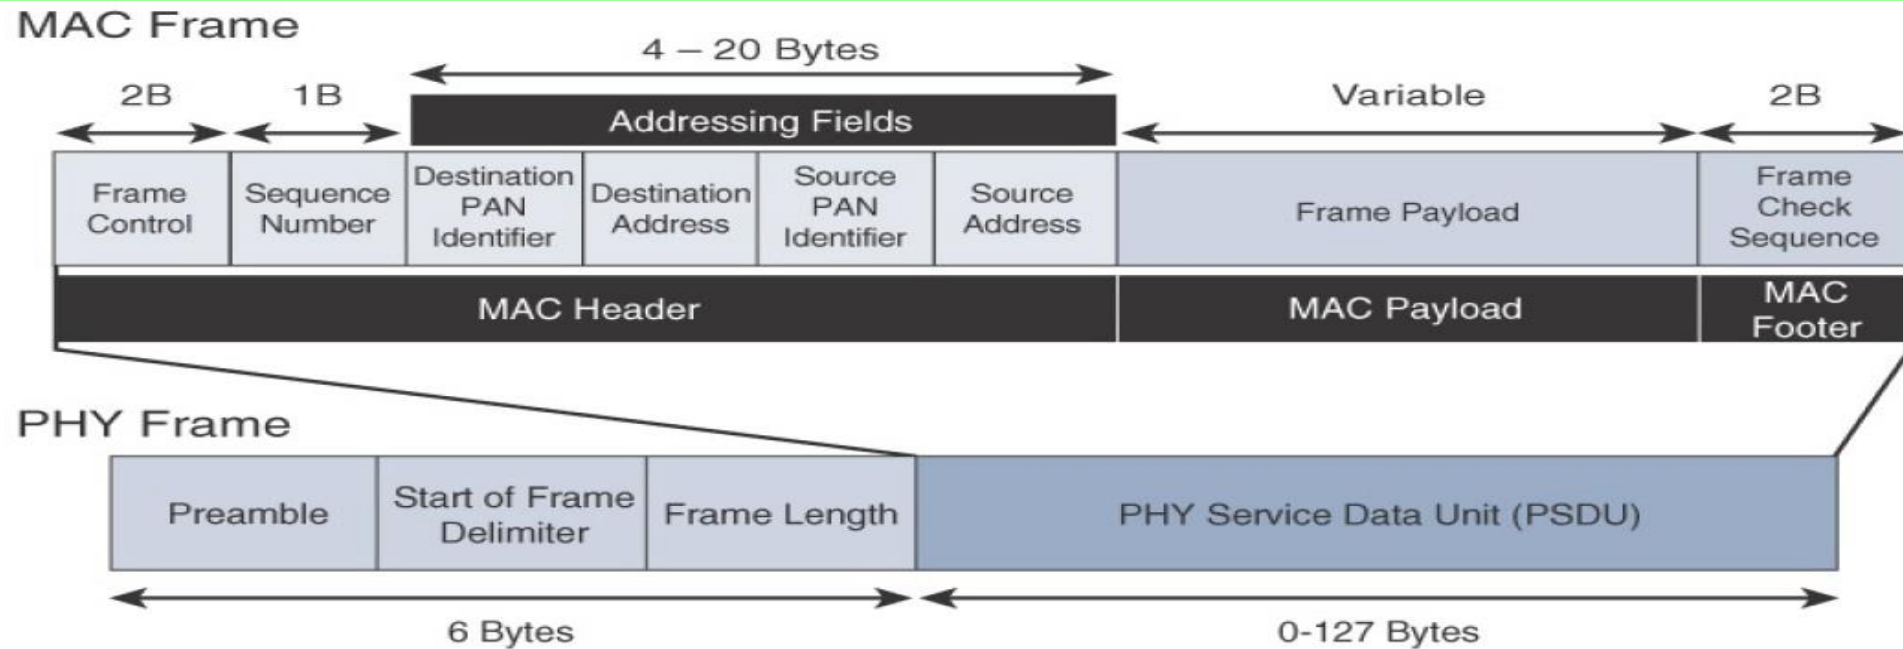 MAC Frame
4 – 20 Bytes
2B
1B
Variable
2B
Addressing Fields
Frame
Control
Sequence
Number
Destination
PAN
Identifier
Destination
Address
Source
PAN
Identifier
Source
Address
Frame Payload
Frame
Check
Sequence
MAC Header
MAC Payload
MAC
Footer
PHY Frame
Preamble
Start of Frame
Delimiter
Frame Length
PHY Service Data Unit (PSDU)
6 Bytes
0-127 Bytes